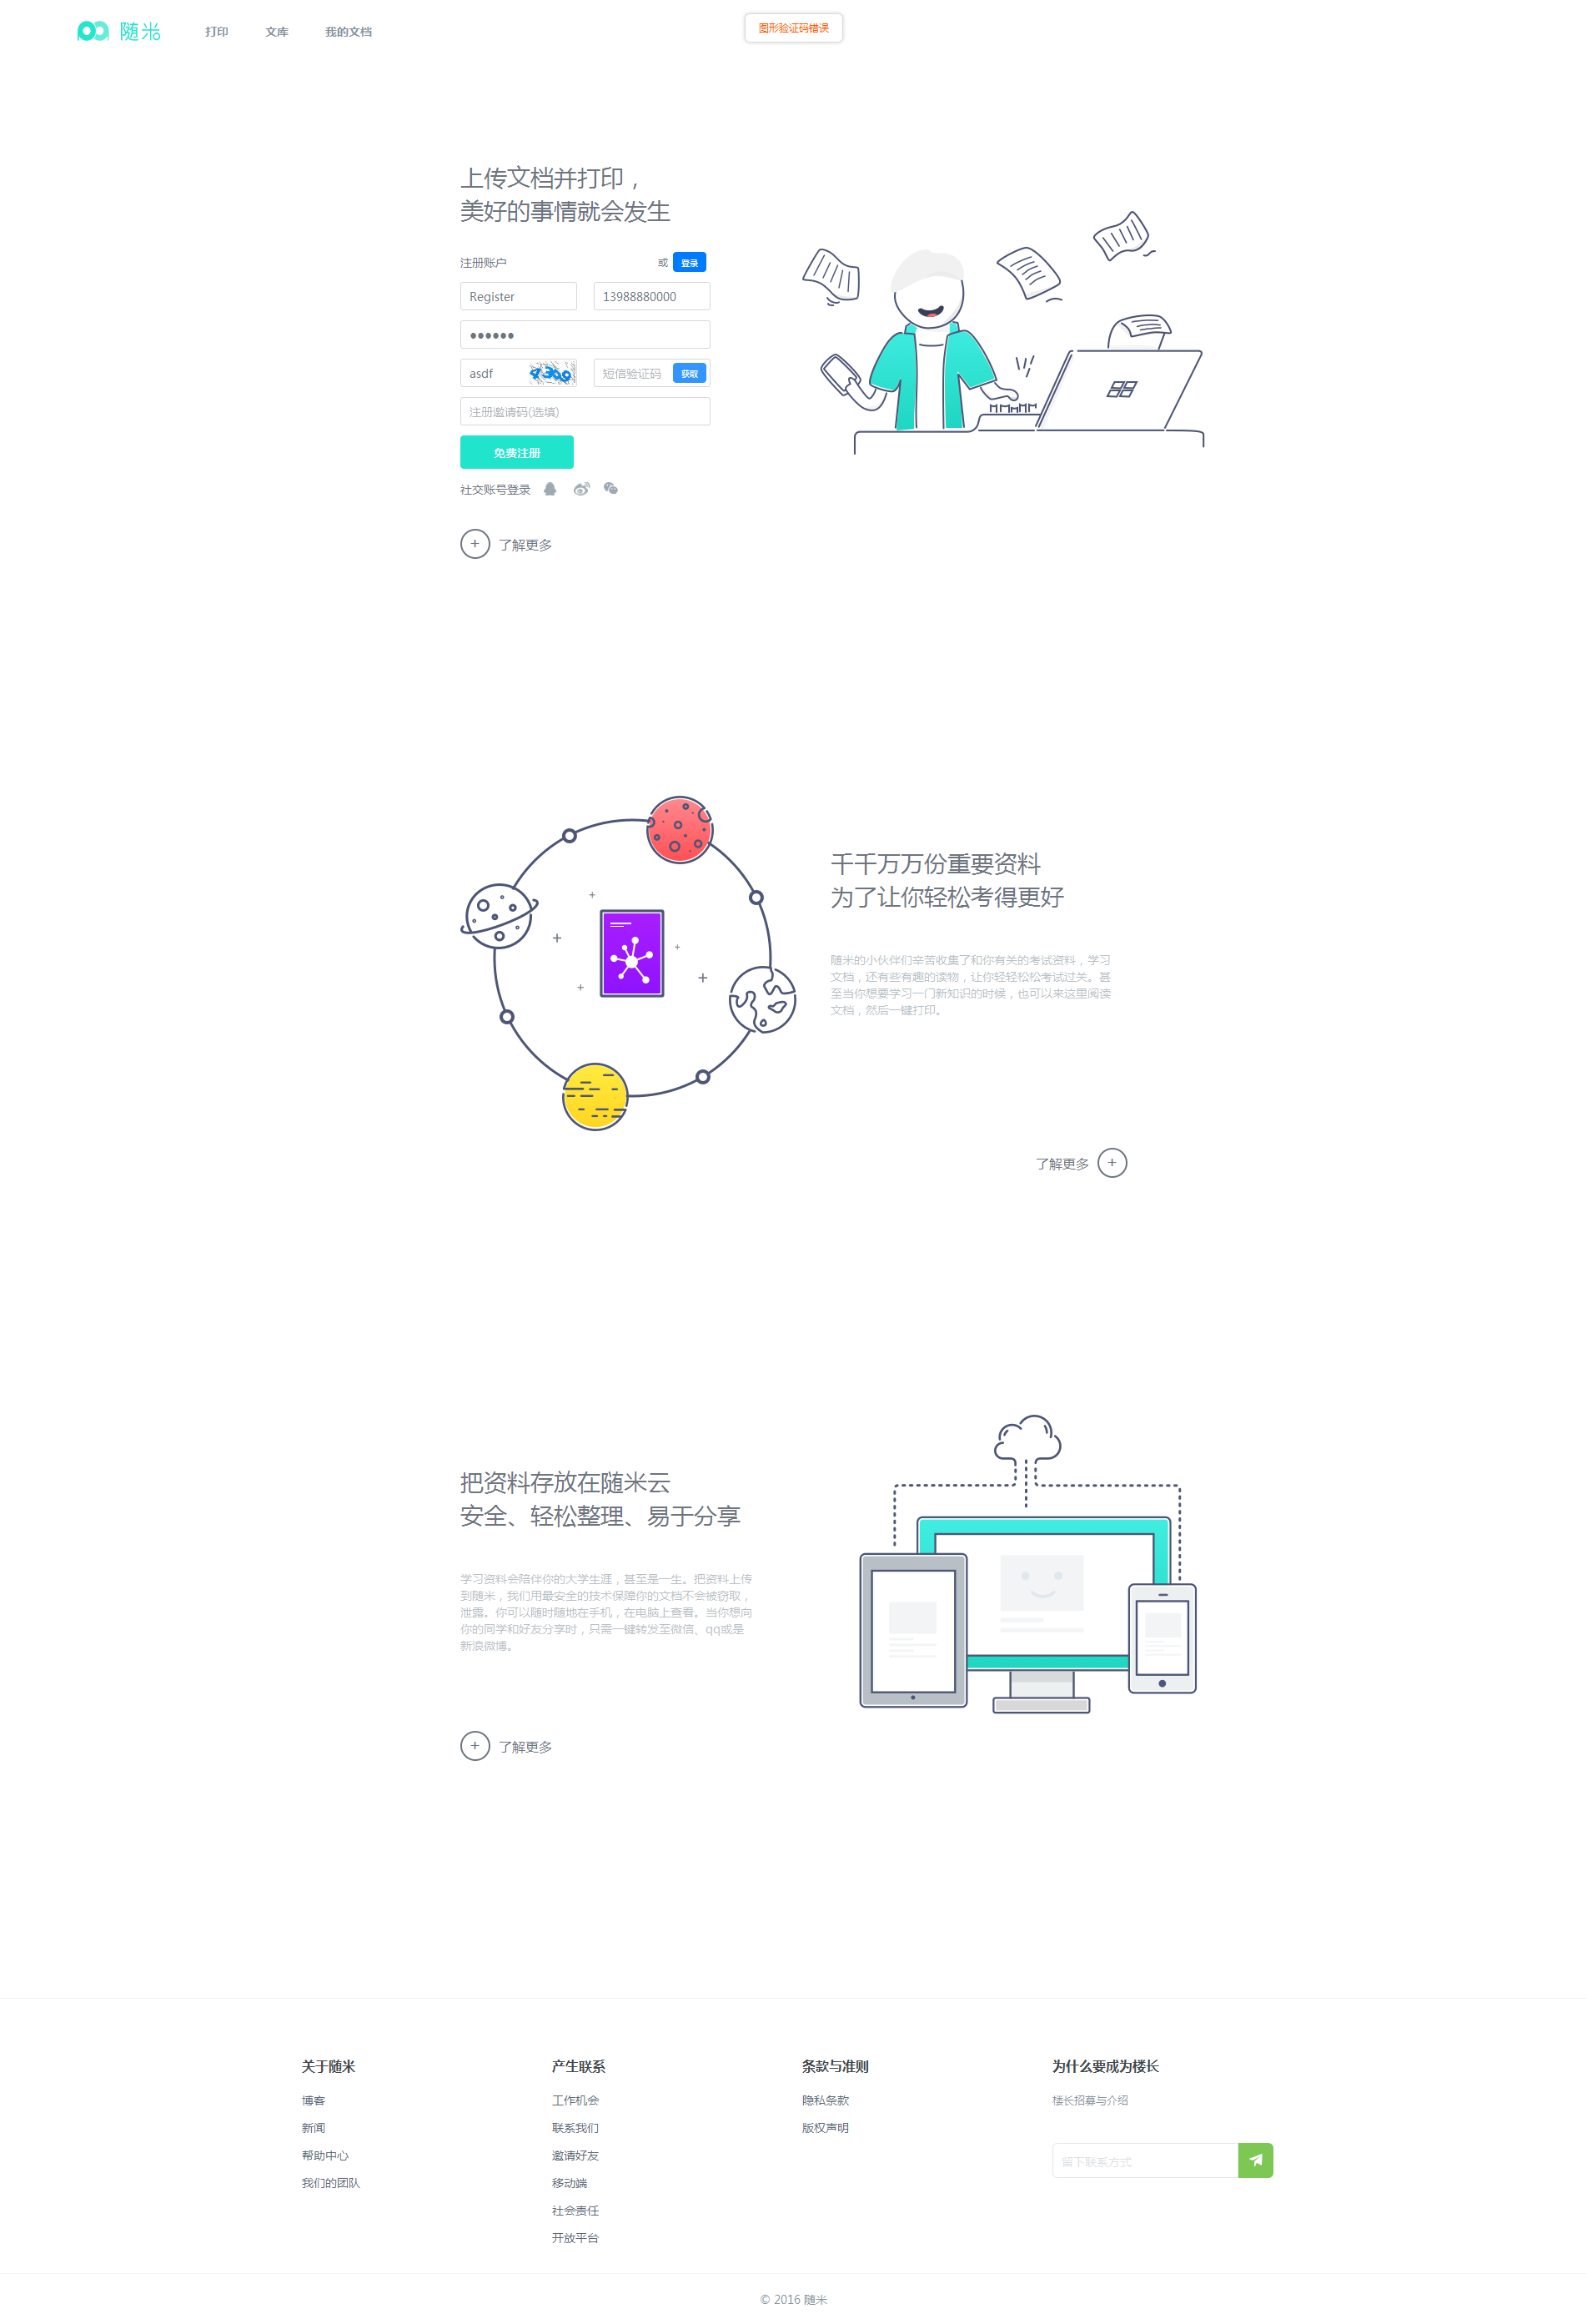 随米
打印
文库
我的文档
图形验证码错误
上传文档并打印，
美好的事情就会发生
注册账户
或
登录
Register
13988880000
●●●●●●
asdf
短信验证码
获取
注册邀请码(选填)
免费注册
社交账号登录
+
了解更多
千千万万份重要资料
为了让你轻松考得更好
随米的小伙伴们辛苦收集了和你有关的考试资料，学习
文档，还有些有趣的读物，让你轻轻松松考试过关。甚
至当你想要学习一门新知识的时候，也可以来这里阅读
文档，然后一键打印。
了解更多
+
把资料存放在随米云
安全、轻松整理、易于分享
学习资料会陪伴你的大学生涯，甚至是一生。把资料上传
到随米，我们用最安全的技术保障你的文档不会被窃取，
泄露。你可以随时随地在手机，在电脑上查看。当你想向
你的同学和好友分享时，只需一键转发至微信、qq或是
新浪微博。
+
了解更多
关于随米
博客
新闻
帮助中心
我们的团队
产生联系
工作机会
联系我们
邀请好友
移动端
社会责任
开放平台
条款与准则
隐私条款
版权声明
为什么要成为楼长
楼长招募与介绍
留下联系方式
© 2016 随米